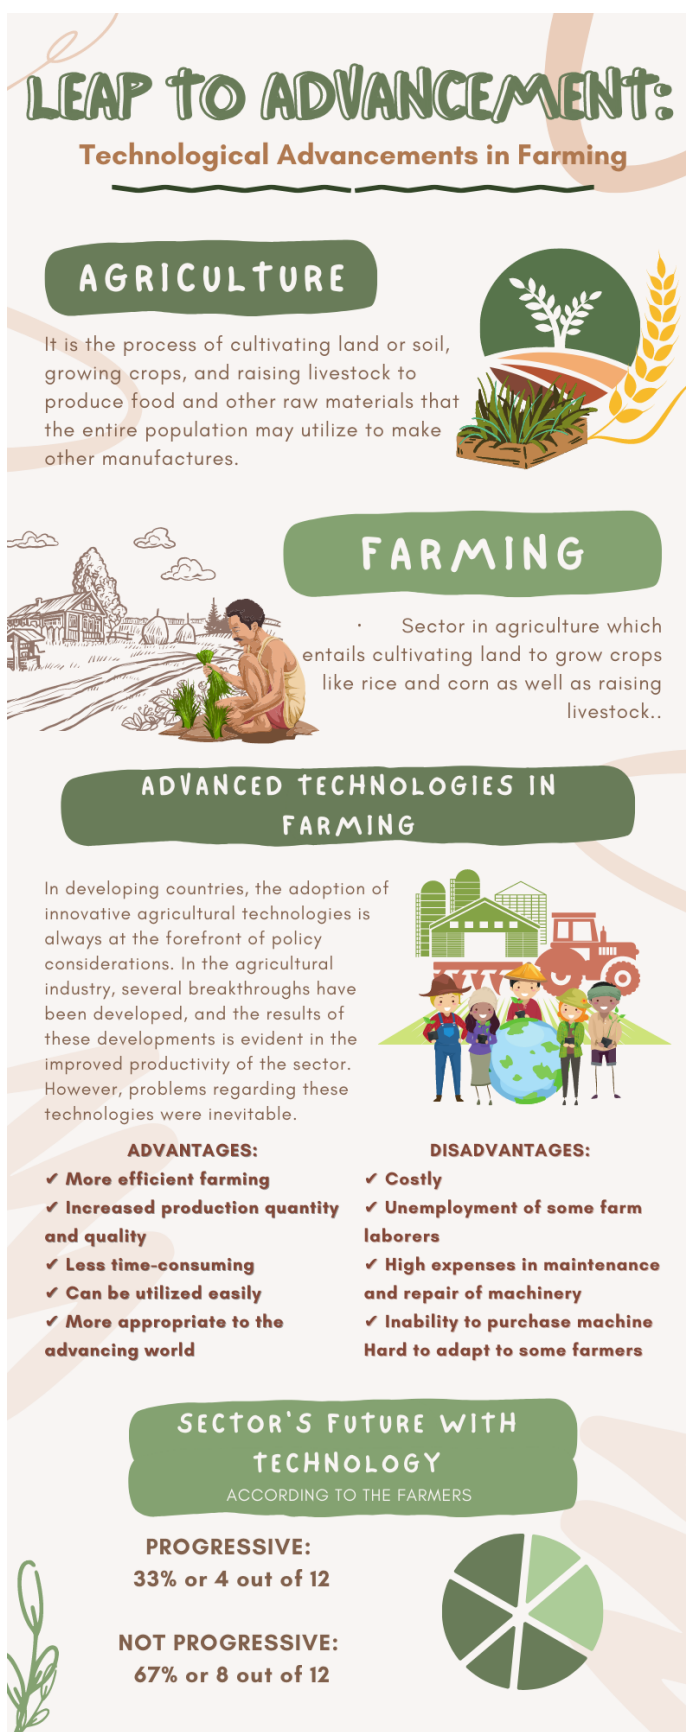 LEAP TO ADVANCEMENT:
Technological Advancements in Farming
AGRICULTURE
It is the process of cultivating land or soil,
growing crops, and raising livestock to
produce food and other raw materials that
the entire population may utilize to make
other manufactures.
FARMING
· Sector in agriculture which
entails cultivating land to grow crops
like rice and corn as well as raising
livestock..
ADVANCED TECHNOLOGIES IN
FARMING
In developing countries, the adoption of
innovative agricultural technologies is
always at the forefront of policy
considerations. In the agricultural
industry, several breakthroughs have
been developed, and the results of
these developments is evident in the
improved productivity of the sector.
However, problems regarding these
technologies were inevitable.
ADVANTAGES:
✔ More efficient farming
✔ Increased production quantity
and quality
✔ Less time-consuming
✔ Can be utilized easily
✔ More appropriate to the
advancing world
DISADVANTAGES:
✔ Costly
✔ Unemployment of some farm
laborers
✔ High expenses in maintenance
and repair of machinery
✔ Inability to purchase machine
Hard to adapt to some farmers
SECTOR'S FUTURE WITH
TECHNOLOGY
ACCORDING TO THE FARMERS
PROGRESSIVE:
33% or 4 out of 12
NOT PROGRESSIVE:
67% or 8 out of 12